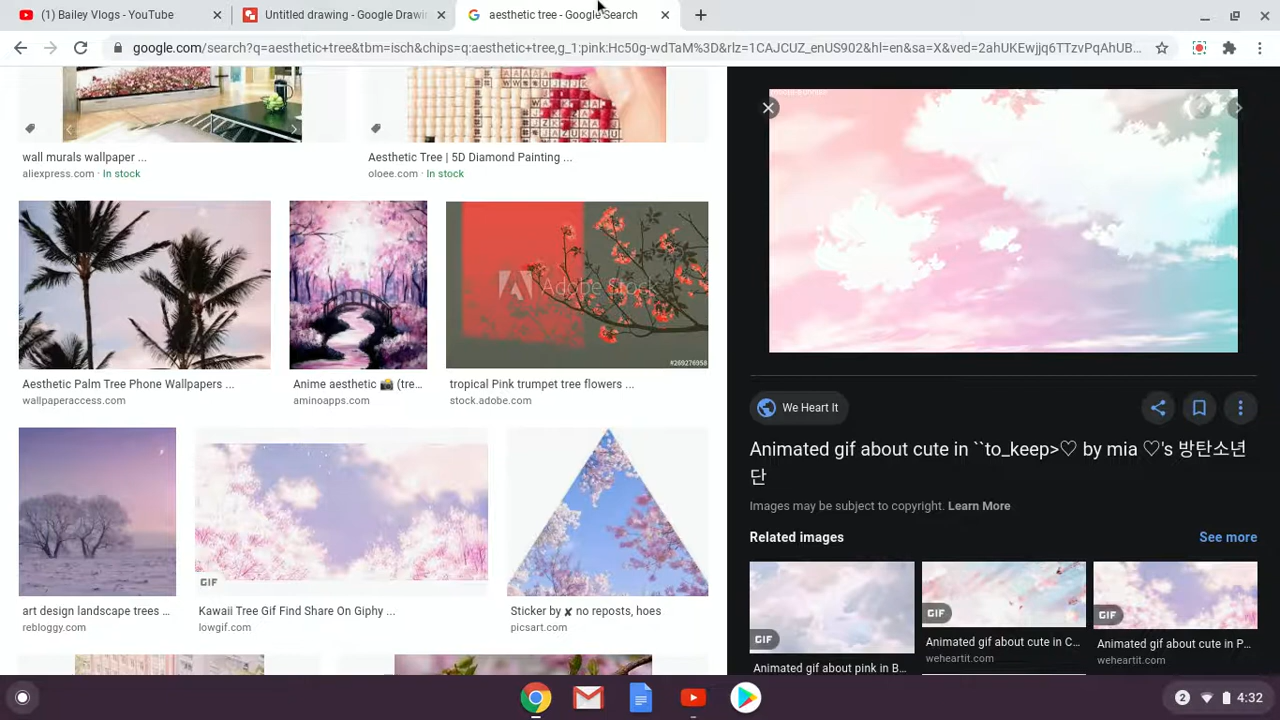 (1) Bailey Vlogs - YouTube
Untitled drawing - Google Drawi
aesthetic tree - Google Search
google.com/search?q=aesthetic+tree&tbm=isch&chips=q:aesthetic+tree,g_1:pink:Hc50g-wdTaM%3D&rlz=1CAJCUZ_enUS902&hl=en&sa=X&ved=2ahUKEwjjq6TTzvPqAhUB...
wall murals wallpaper ...
aliexpress.com · In stock
Aesthetic Tree | 5D Diamond Painting ...
oloee.com · In stock
Adobe Stock
#269276958
Aesthetic Palm Tree Phone Wallpapers ...
wallpaperaccess.com
Anime aesthetic 📸 (tre...
aminoapps.com
tropical Pink trumpet tree flowers ...
stock.adobe.com
GIF
art design landscape trees ...
rebloggy.com
Kawaii Tree Gif Find Share On Giphy ...
lowgif.com
Sticker by ✘ no reposts, hoes
picsart.com
We Heart It
Animated gif about cute in ``to_keep>♡ by mia ♡'s 방탄소년
단
Images may be subject to copyright. Learn More
Related images
See more
GIF
Animated gif about pink in B...
GIF
Animated gif about cute in C...
weheartit.com
GIF
Animated gif about cute in P...
weheartit.com
2
4:32